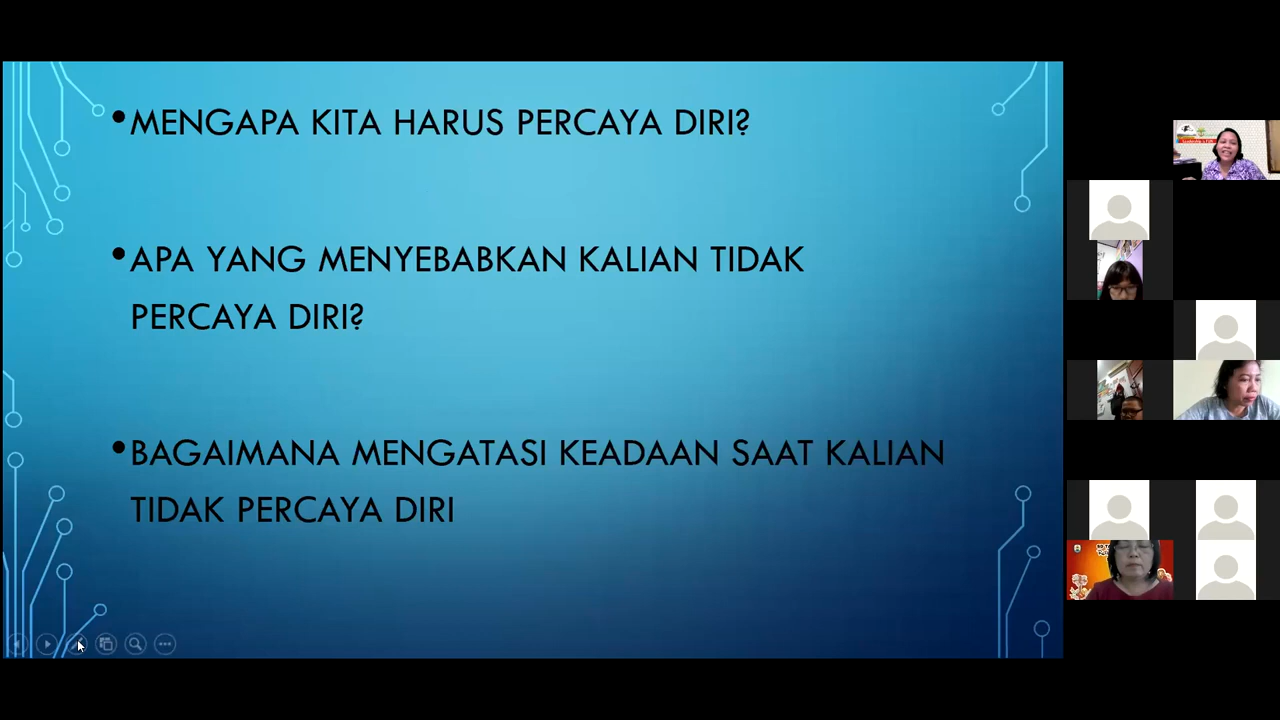 •MENGAPA KITA HARUS PERCAYA DIRI?
•APA YANG MENYEBABKAN KALIAN TIDAK
PERCAYA DIRI?
•BAGAIMANA MENGATASI KEADAAN SAAT KALIAN
TIDAK PERCAYA DIRI